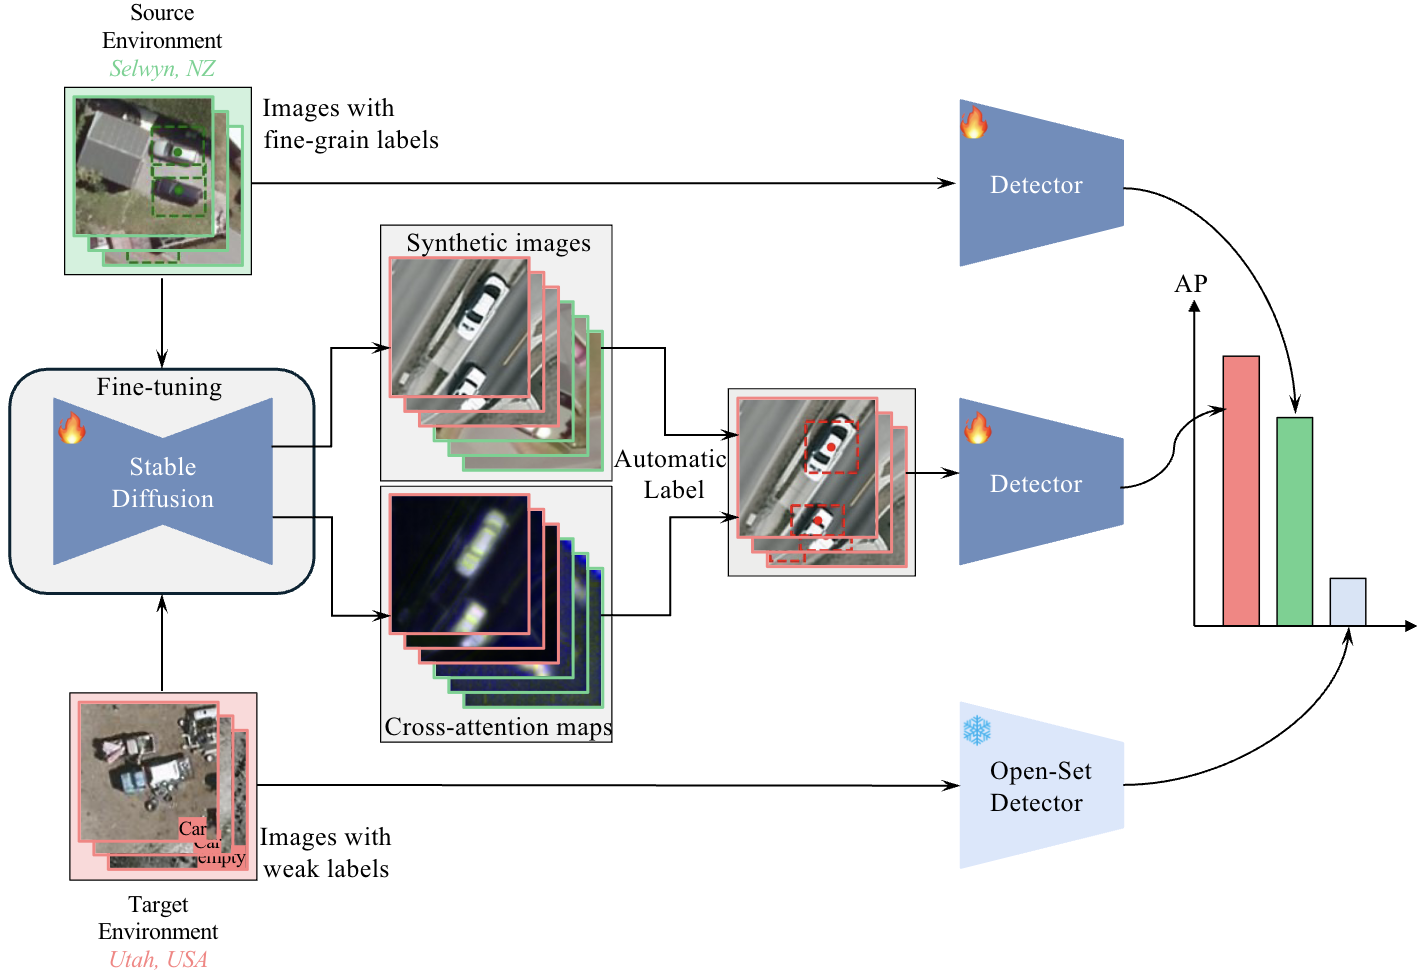 Source
Environment
Selwyn, NZ
Images with
fine-grain labels
Detector
Synthetic images
AP
Fine-tuning
Stable
Diffusion
Automatic
Label
Detector
Cross-attention maps
Open-Set
Detector
Car
Car
empty
Images with
weak labels
Target
Environment
Utah, USA